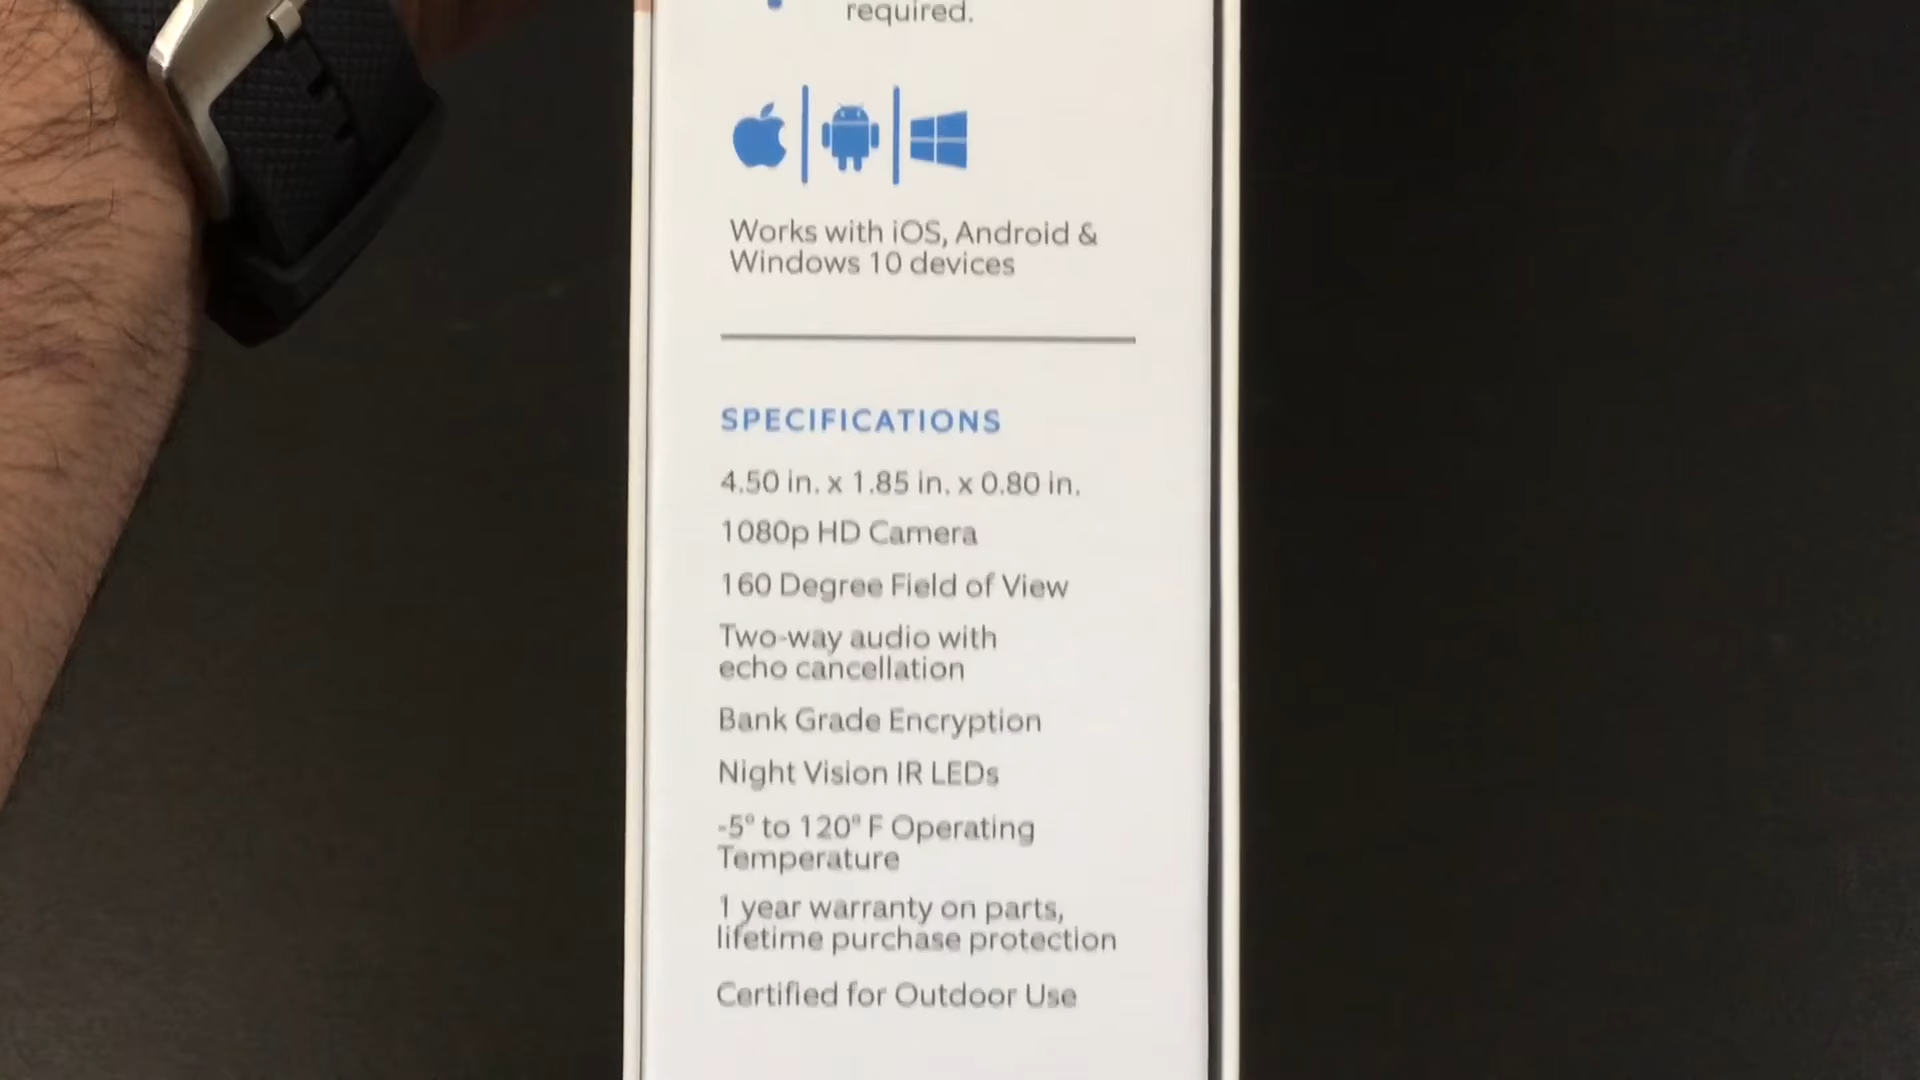 required.
Works with iOS, Android &
Windows 10 devices
SPECIFICATIONS
4.50 in. x 1.85 in. x 0.80 in.
1080p HD Camera
160 Degree Field of View
Two-way audio with
echo cancellation
Bank Grade Encryption
Night Vision IR LEDs
-5° to 120° F Operating
Temperature
1 year warranty on parts,
lifetime purchase protection
Certified for Outdoor Use